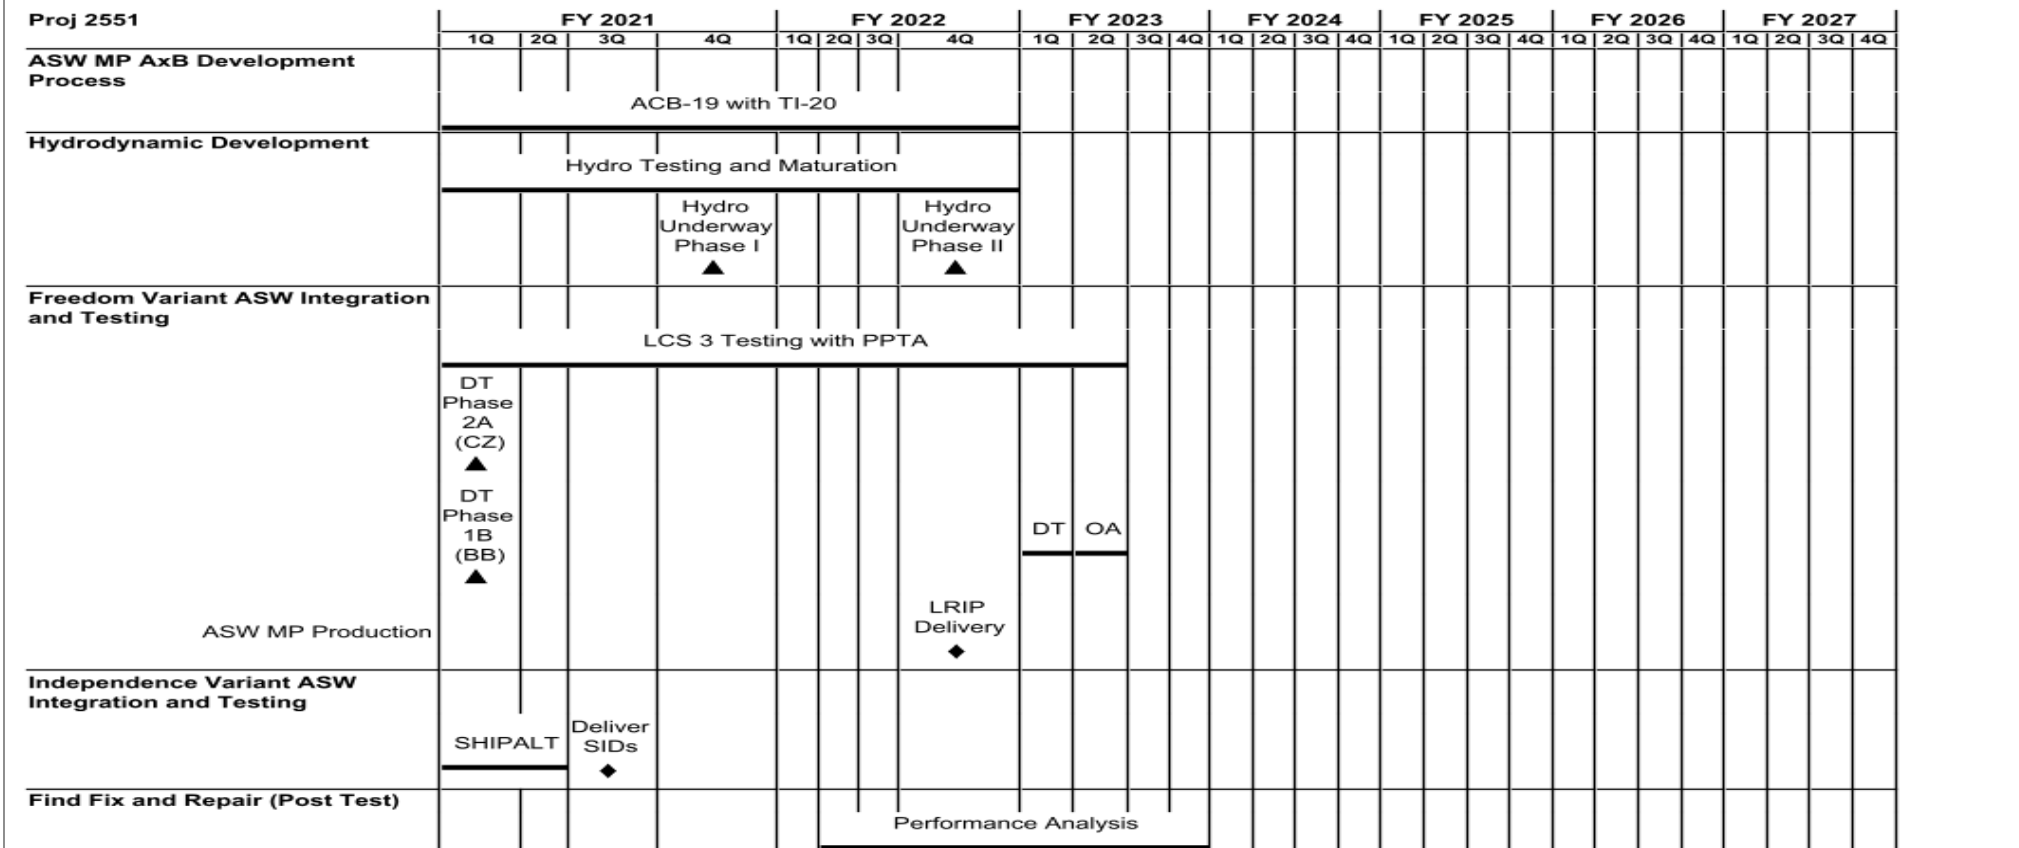 Proj 2551 FY 2021 FY 2022 FY 2023 FY 2024 FY 2025 FY 2026 FY 2027
1Q 2Q 3Q 4Q 1Q 2Q 3Q 4Q 1Q 2Q 3Q 4Q 1Q 2Q 3Q 4Q 1Q 2Q 3Q 4Q 1Q 2Q 3Q 4Q 1Q 2Q 3Q 4Q
ASW MP AxB Development
Process
ACB-19 with TI-20
Hydrodynamic Development
Hydro Testing and Maturation
Hydro
Underway
Phase I
Hydro
Underway
Phase II
Freedom Variant ASW Integration
and Testing
LCS 3 Testing with PPTA
DT
Phase
2A
(CZ)
DT
Phase
1B
(BB)
DT OA
ASW MP Production
LRIP
Delivery
Independence Variant ASW
Integration and Testing
SHIPALT
Deliver
SIDs
Find Fix and Repair (Post Test)
Performance Analysis